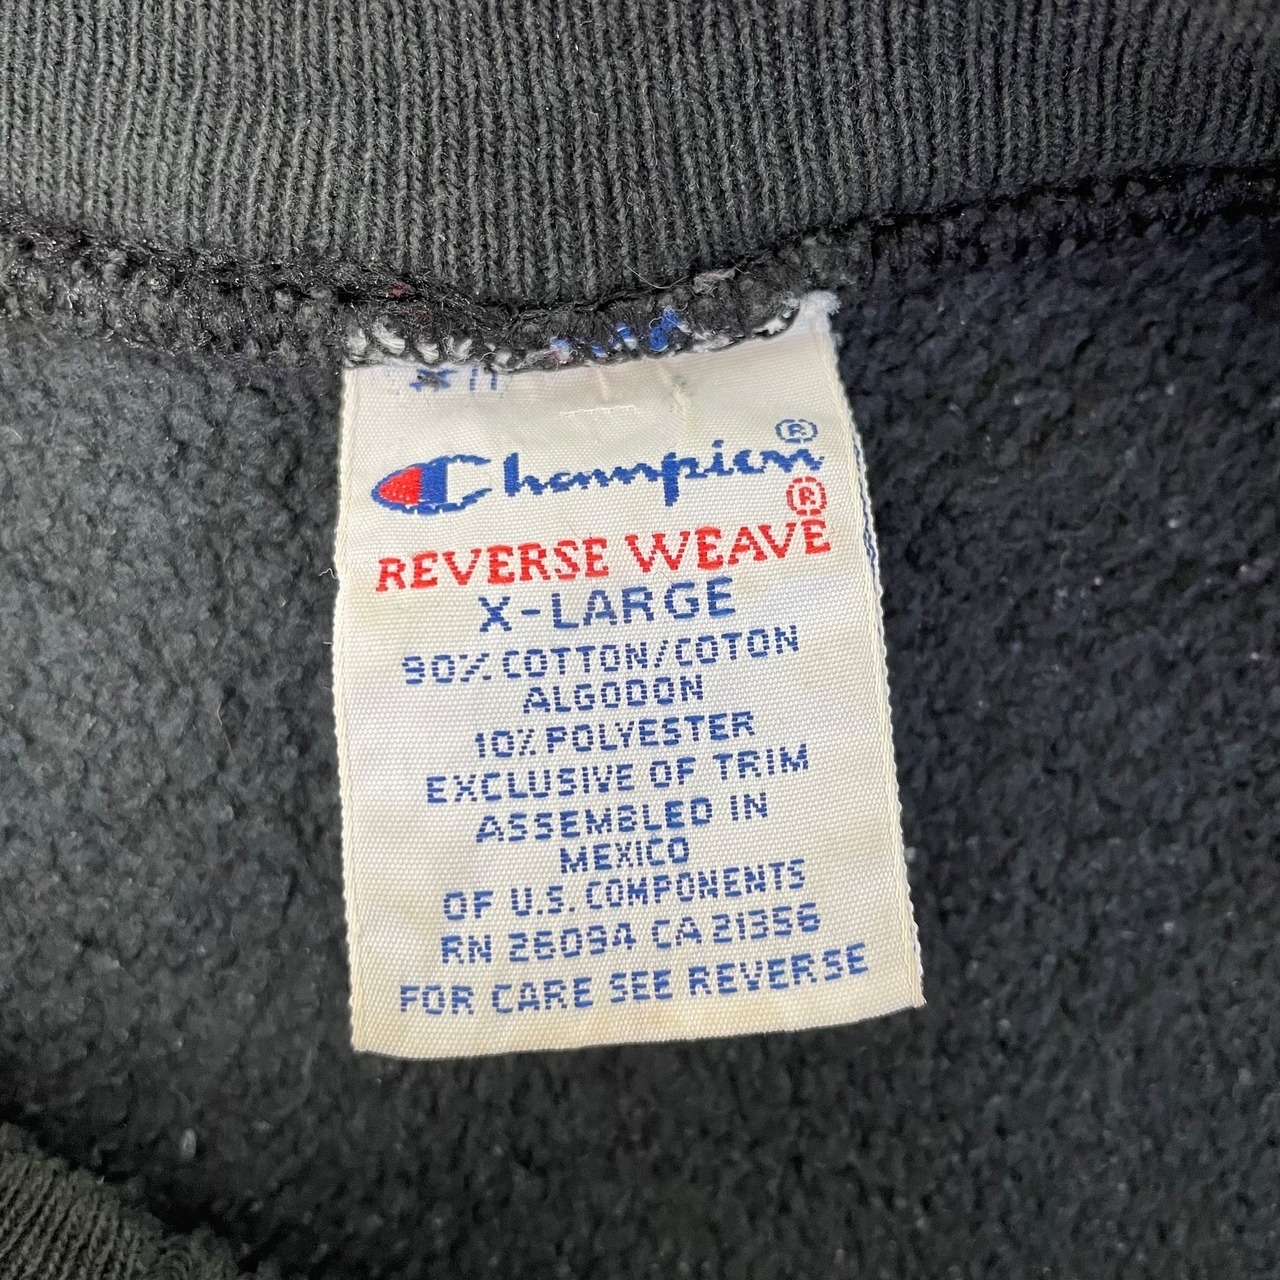 Champion®
REVERSE WEAVE®
X-LARGE
90% COTTON/COTON
ALGODON
10% POLYESTER
EXCLUSIVE OF TRIM
ASSEMBLED IN
MEXICO
OF U.S. COMPONENTS
RN 26094 CA 21356
FOR CARE SEE REVERSE